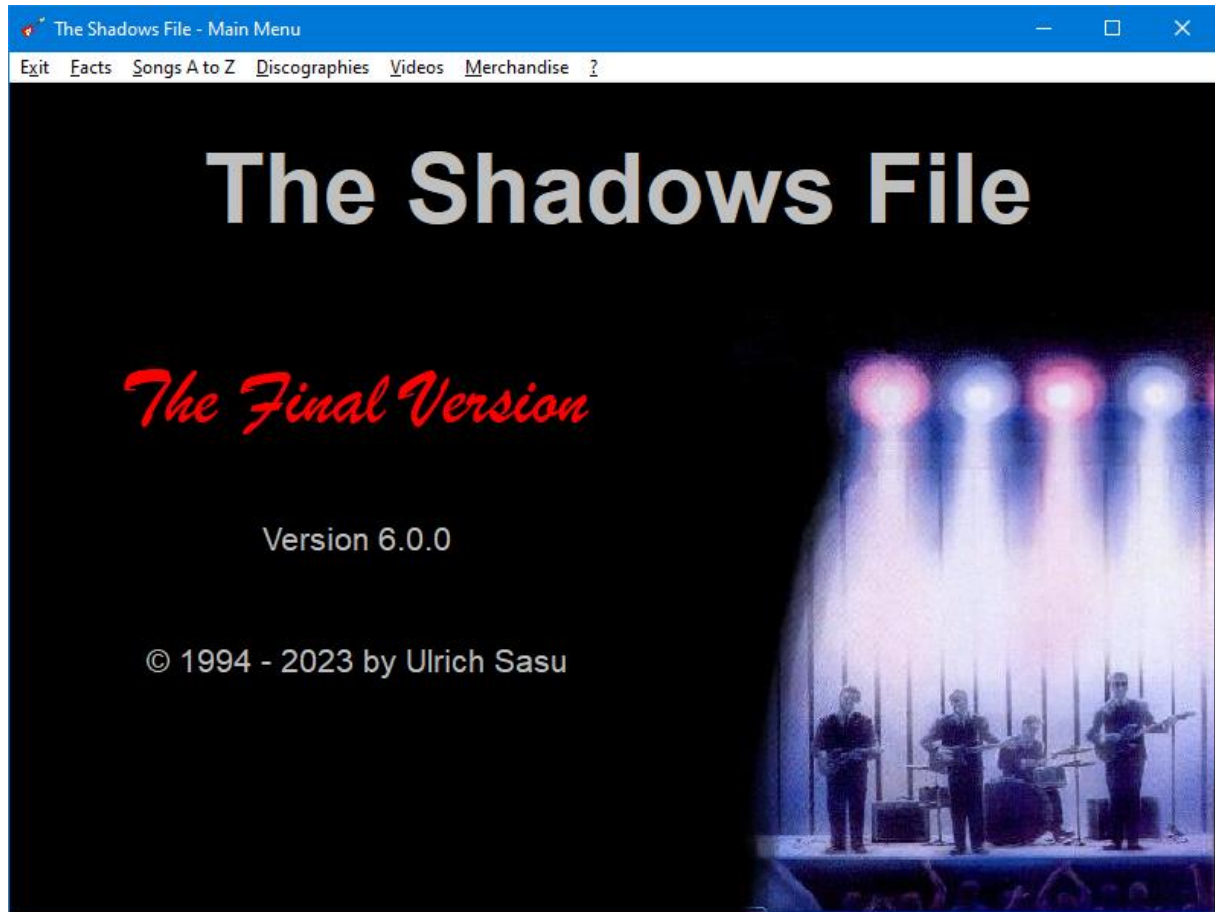 The Shadows File - Main Menu
Exit Facts Songs A to Z Discographies Videos Merchandise ?
The Shadows File
The Final Version
Version 6.0.0
© 1994 - 2023 by Ulrich Sasu